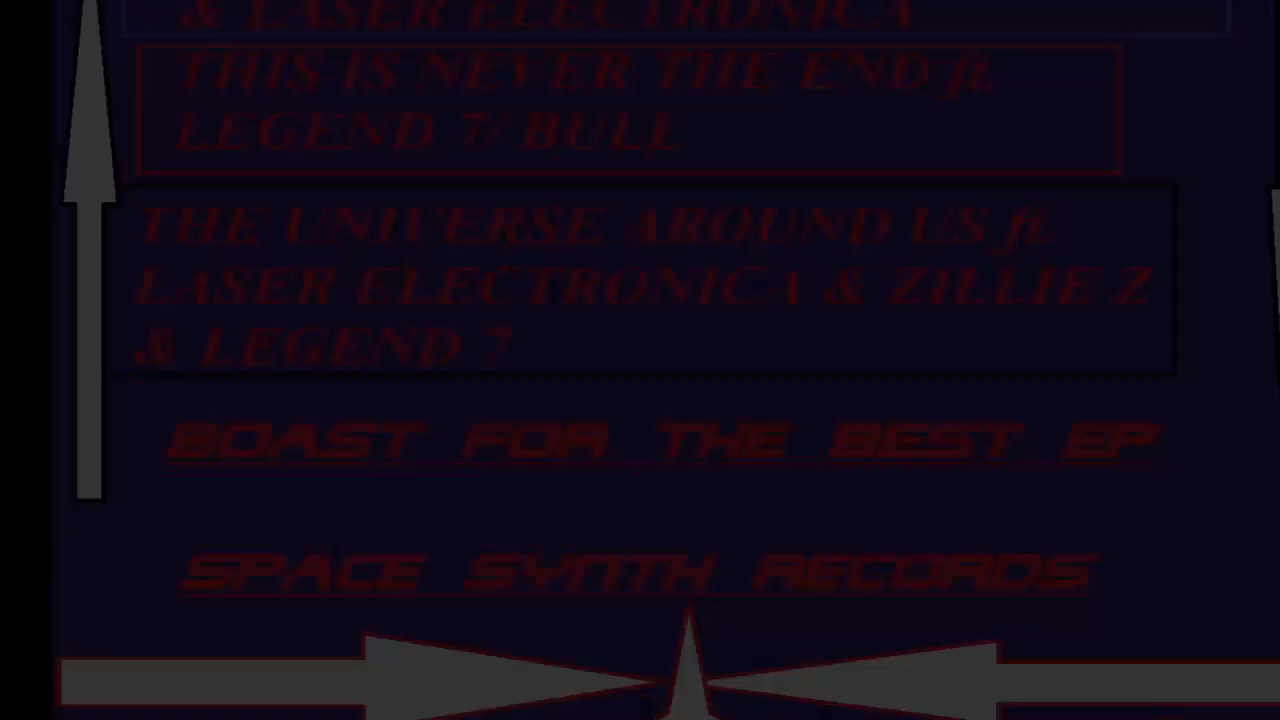 & LASER ELECTRONICA
THIS IS NEVER THE END ft.
LEGEND 7/ BULL
THE UNIVERSE AROUND US ft.
LASER ELECTRONICA & ZILLIE Z
& LEGEND 7
BOAST FOR THE BEST EP
SPACE SYNTH RECORDS